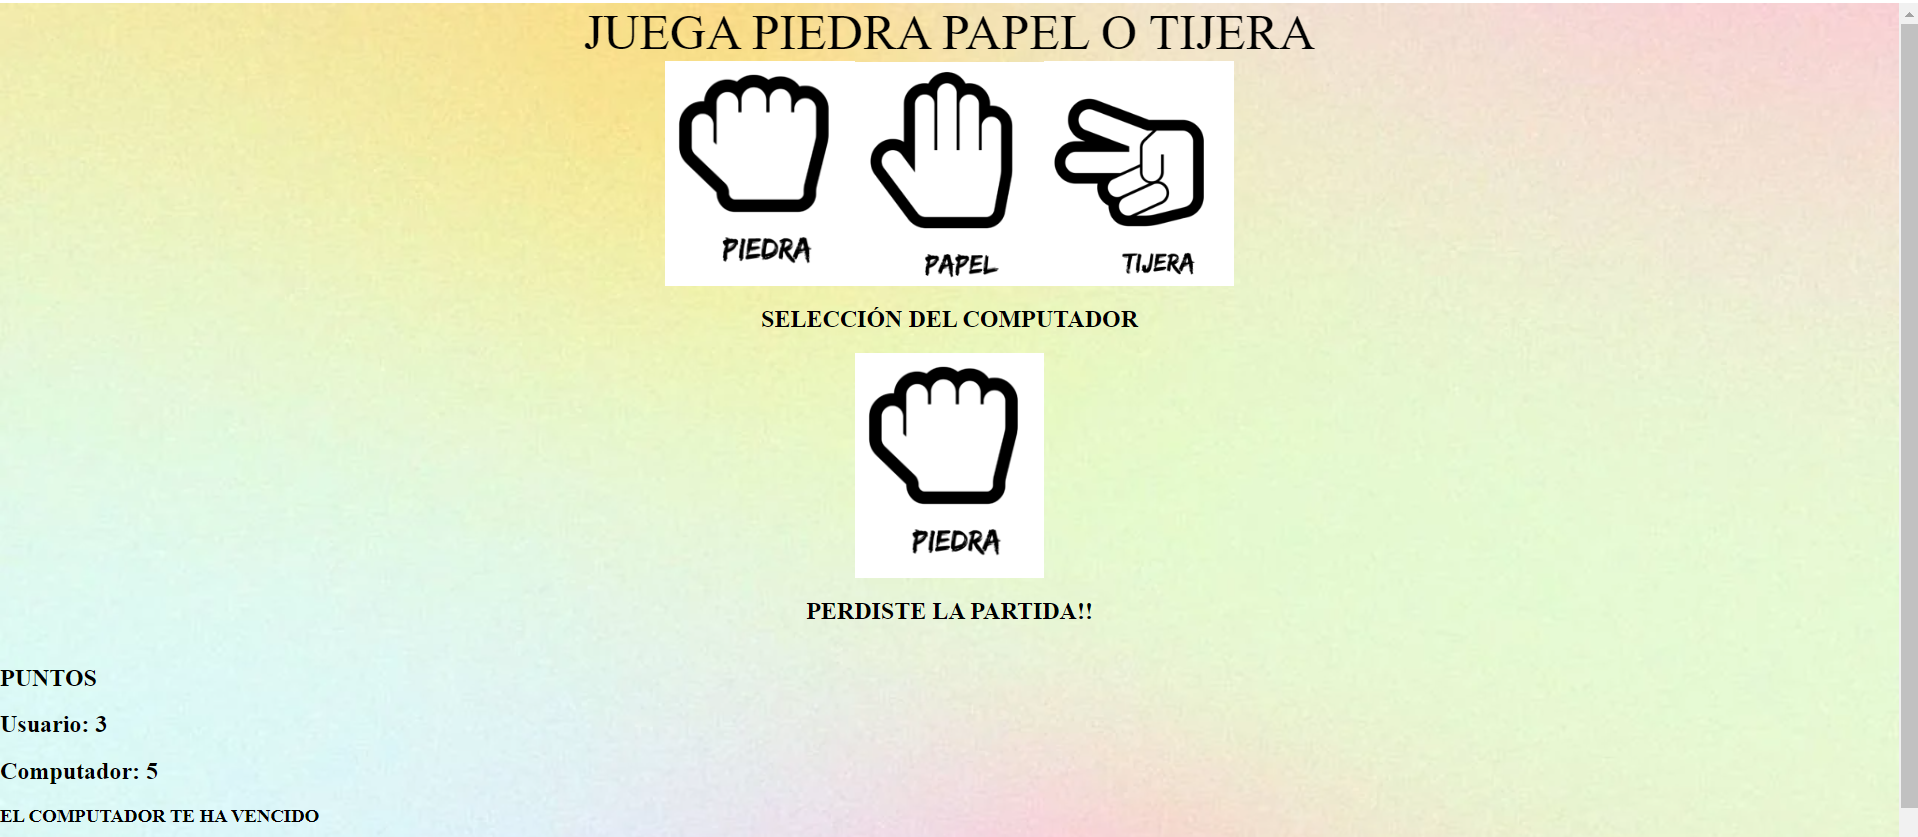 JUEGA PIEDRA PAPEL O TIJERA
PIEDRA PAPEL TIJERA
SELECCIÓN DEL COMPUTADOR
PIEDRA
PERDISTE LA PARTIDA!!
PUNTOS
Usuario: 3
Computador: 5
EL COMPUTADOR TE HA VENCIDO